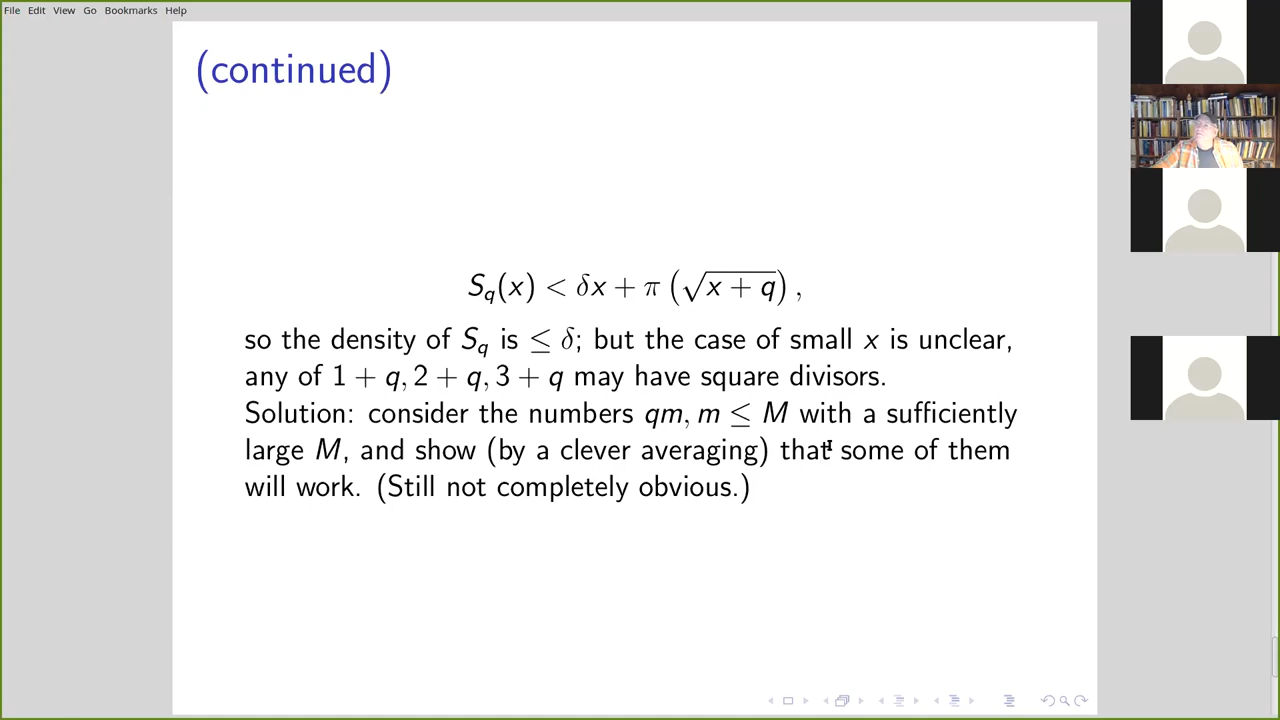 File Edit View Go Bookmarks Help
(continued)
S_q(x) < δx + π(√(x + q)),
so the density of S_q is ≤ δ; but the case of small x is unclear,
any of 1 + q, 2 + q, 3 + q may have square divisors.
Solution: consider the numbers qm, m ≤ M with a sufficiently
large M, and show (by a clever averaging) that some of them
will work. (Still not completely obvious.)